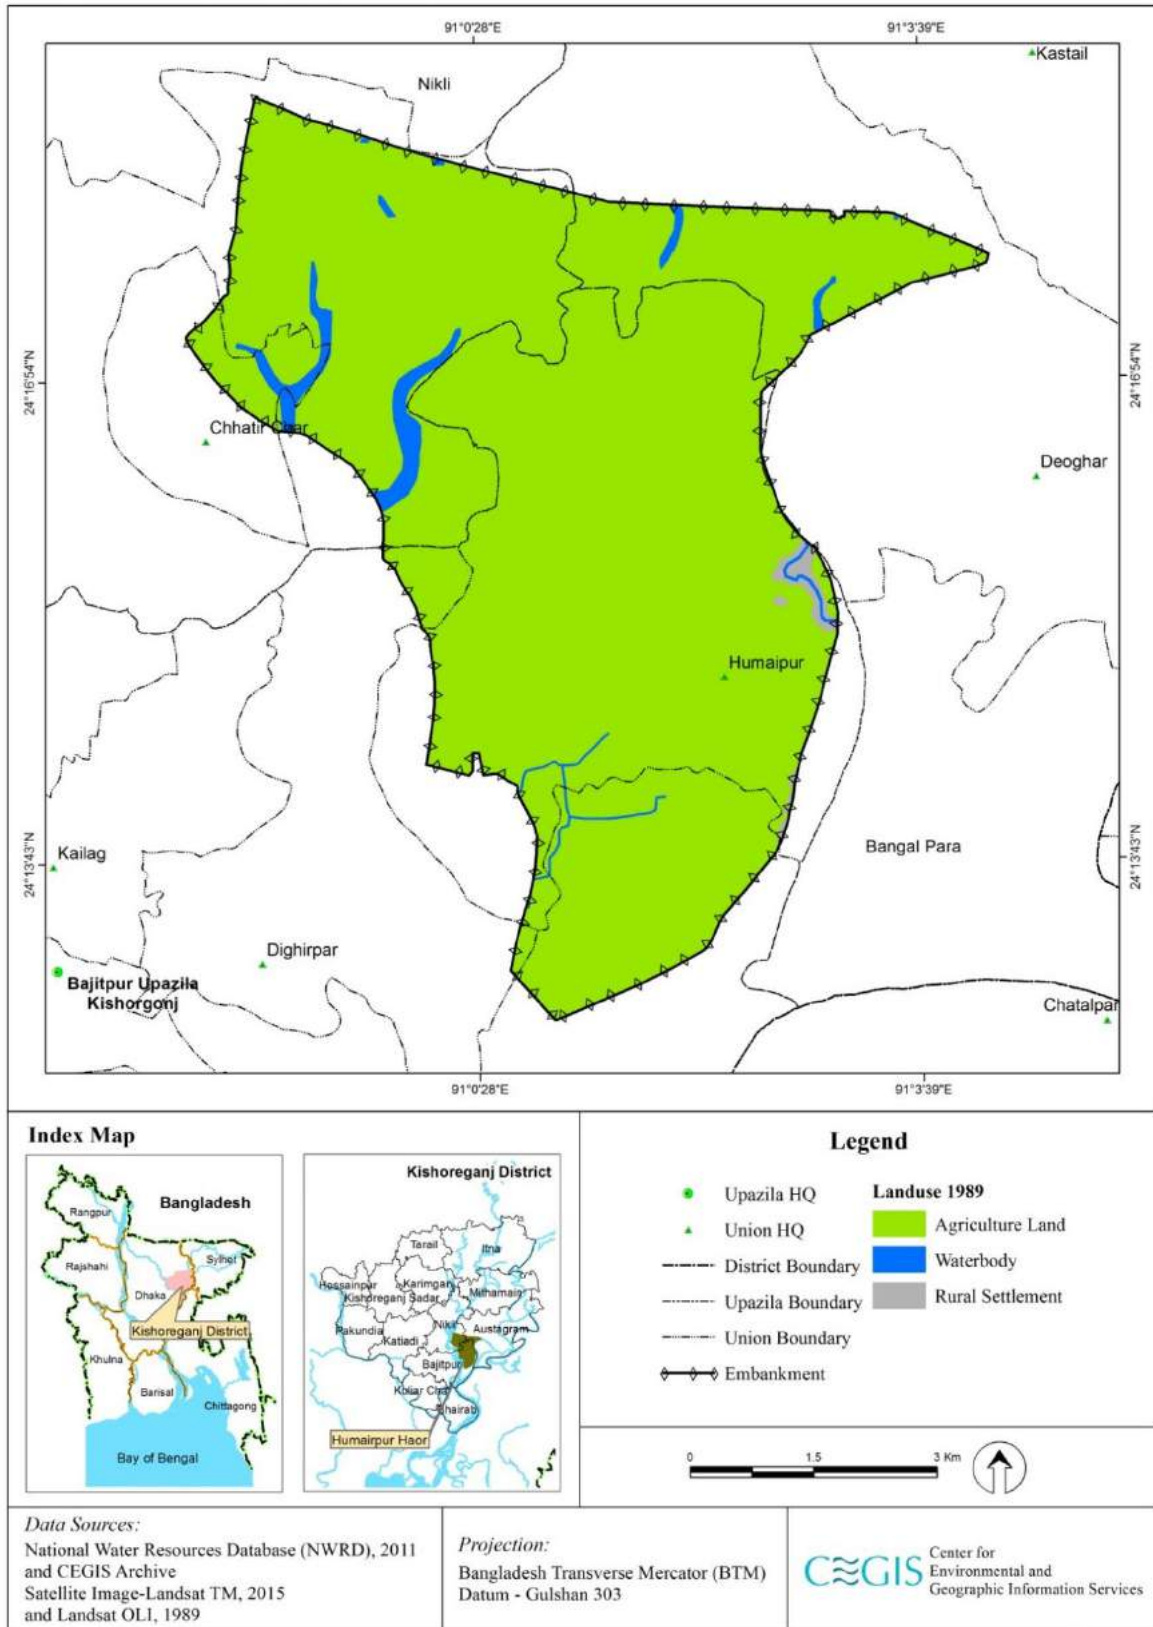 91°0'28"E
91°3'39"E
Kastail
Nikli
24°16'54"N
24°16'54"N
Chhatir Char
Deoghar
Humaipur
24°13'43"N
24°13'43"N
Kailag
Bangal Para
Dighirpar
Bajitpur Upazila
Kishorgonj
Chatalpar
91°0'28"E
91°3'39"E
Index Map
Bangladesh
Rangpur
Rajshahi
Sylhet
Dhaka
Kishoreganj District
Khulna
Barisal
Chittagong
Bay of Bengal
Kishoreganj District
Tarail
Itna
Hossainpur
Karimganj
Kishoreganj Sadar
Mithamain
Nikli
Austagram
Pakundia
Katiadi
Bajitpur
Kuliar Char
Bhairab
Humairpur Haor
Legend
Upazila HQ
Union HQ
District Boundary
Upazila Boundary
Union Boundary
Embankment
Landuse 1989
Agriculture Land
Waterbody
Rural Settlement
0 1.5 3 Km
Data Sources:
National Water Resources Database (NWRD), 2011
and CEGIS Archive
Satellite Image-Landsat TM, 2015
and Landsat OLI, 1989
Projection:
Bangladesh Transverse Mercator (BTM)
Datum - Gulshan 303
CEGIS
Center for
Environmental and
Geographic Information Services